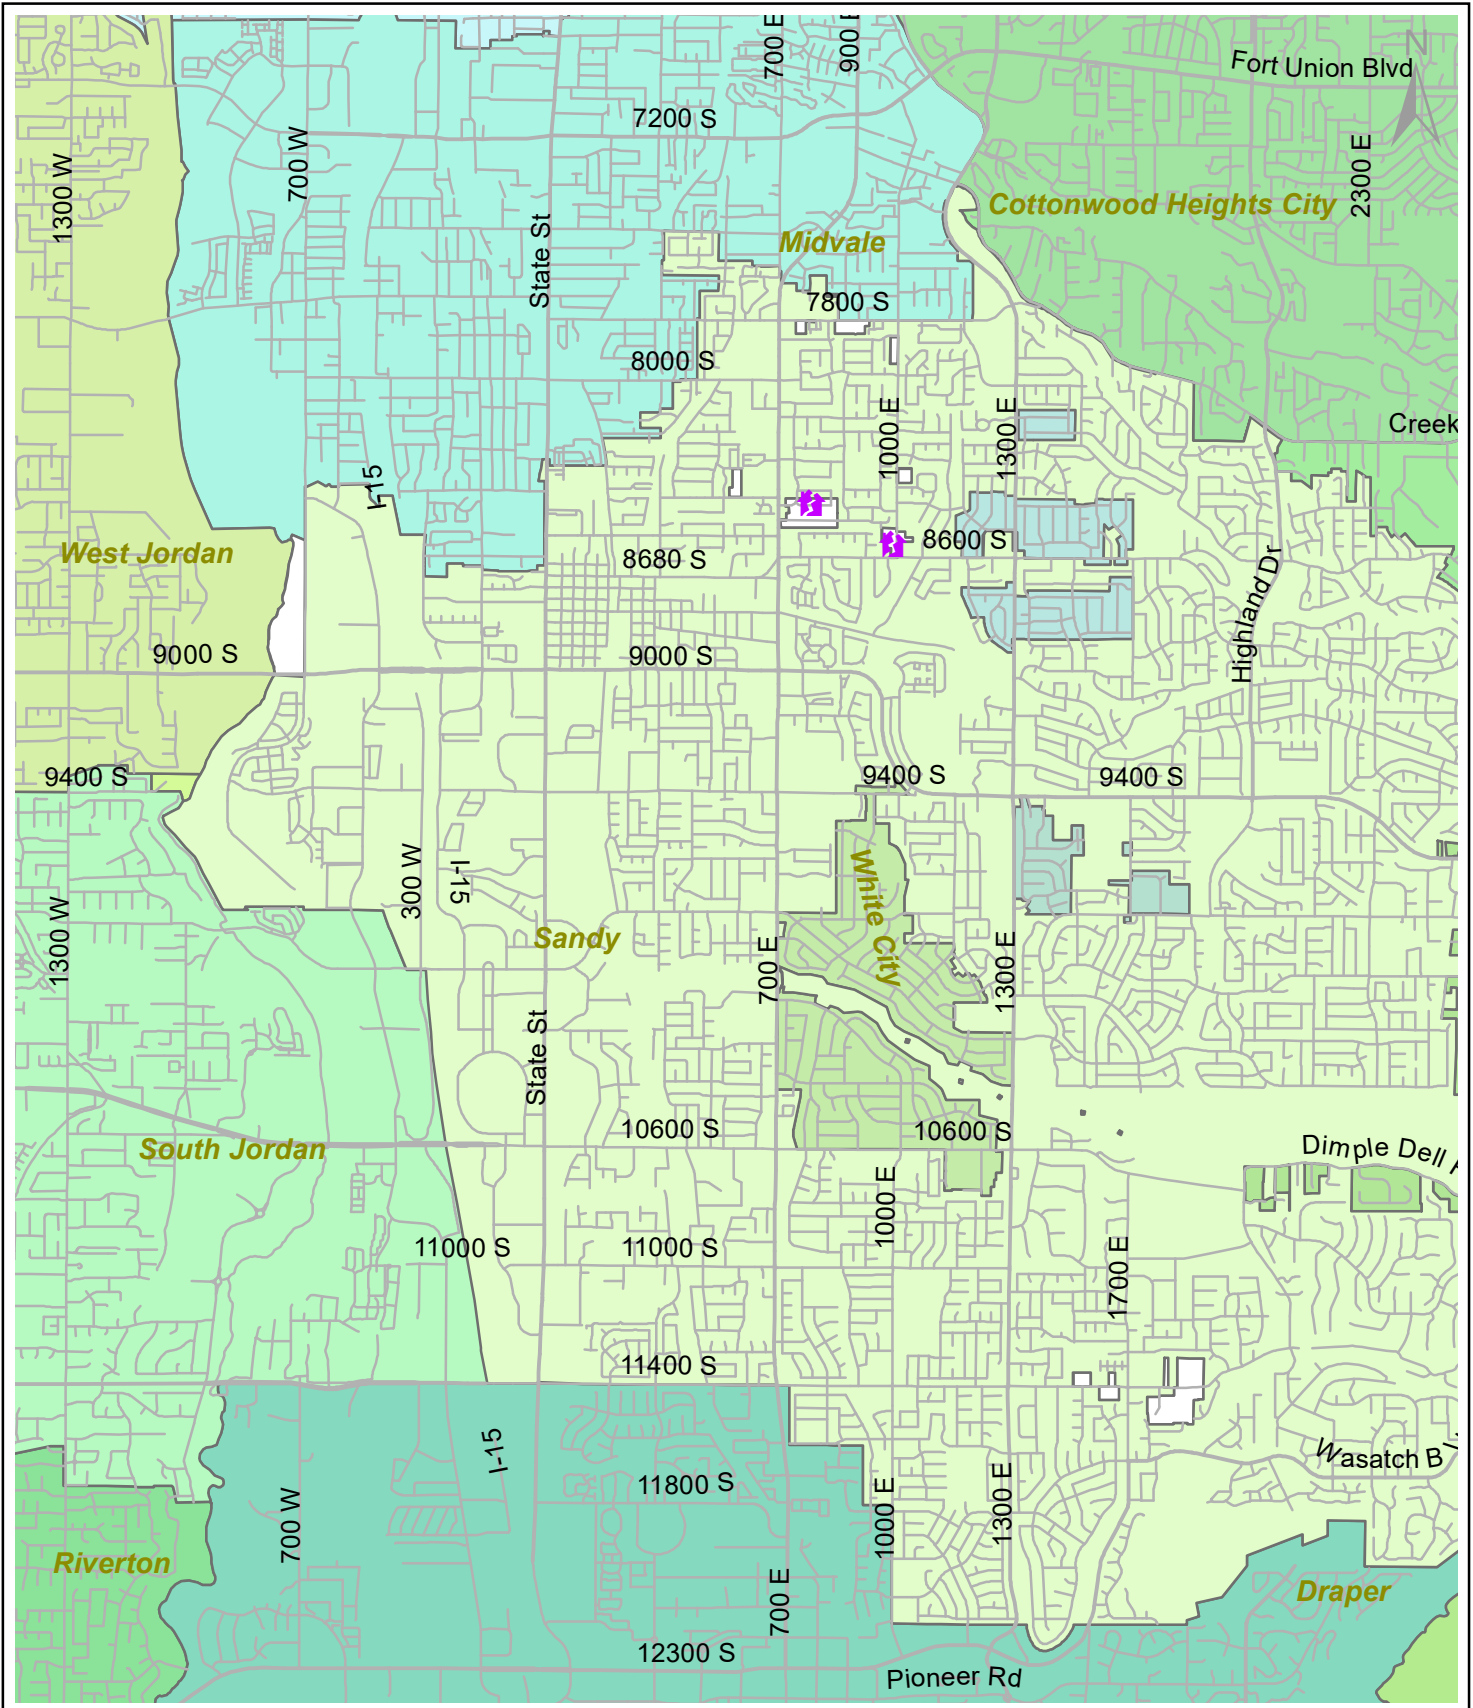 700 E
900 E
N
Fort Union Blvd
7200 S
1300 W
700 W
2300 E
Cottonwood Heights City
State St
Midvale
7800 S
8000 S
1000 E
1300 E
Creek
I-15
West Jordan
8680 S
8600 S
Highland Dr
9000 S
9000 S
9400 S
9400 S
9400 S
300 W
I-15
White City
1300 W
Sandy
700 E
1300 E
State St
10600 S
10600 S
South Jordan
Dimple Dell
1000 E
11000 S
11000 S
1700 E
11400 S
I-15
Wasatch B
11800 S
700 W
1000 E
1300 E
Riverton
700 E
Draper
12300 S
Pioneer Rd